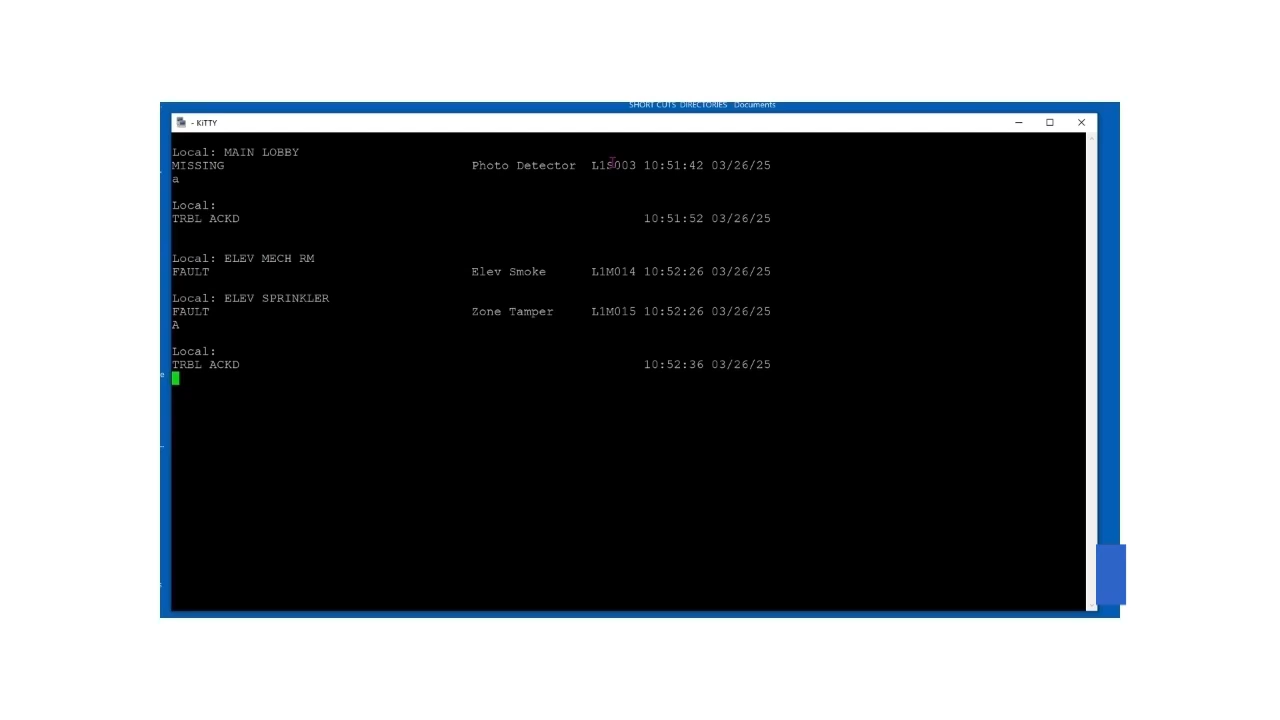 SHORT CUTS DIRECTORIES Documents
- KiTTY
Local: MAIN LOBBY
MISSING Photo Detector L1S003 10:51:42 03/26/25
a
Local:
TRBL ACKD 10:51:52 03/26/25
Local: ELEV MECH RM
FAULT Elev Smoke L1M014 10:52:26 03/26/25
Local: ELEV SPRINKLER
FAULT Zone Tamper L1M015 10:52:26 03/26/25
A
Local:
TRBL ACKD 10:52:36 03/26/25